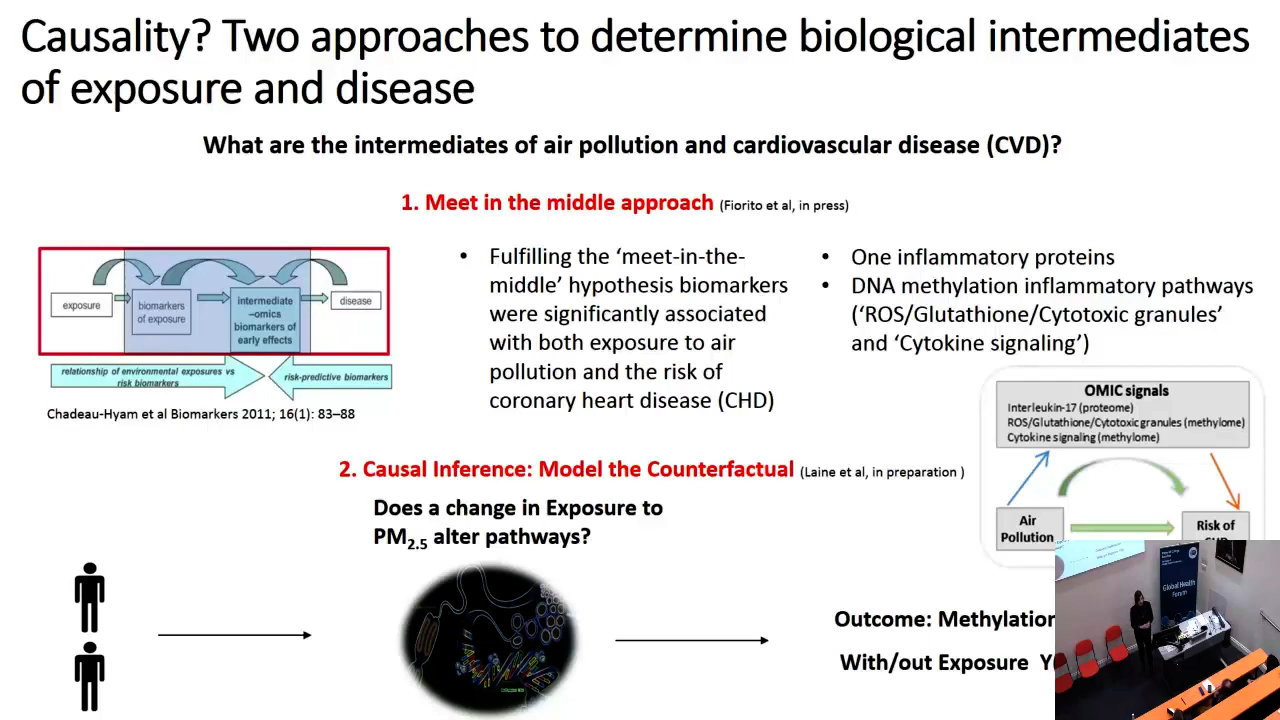 Causality? Two approaches to determine biological intermediates
of exposure and disease
What are the intermediates of air pollution and cardiovascular disease (CVD)?
1. Meet in the middle approach (Fiorito et al, in press)
exposure
biomarkers
of exposure
intermediate
–omics
biomarkers of
early effects
disease
relationship of environmental exposures vs
risk biomarkers
risk-predictive biomarkers
Chadeau-Hyam et al Biomarkers 2011; 16(1): 83–88
• Fulfilling the ‘meet-in-the-
middle’ hypothesis biomarkers
were significantly associated
with both exposure to air
pollution and the risk of
coronary heart disease (CHD)
• One inflammatory proteins
• DNA methylation inflammatory pathways
(‘ROS/Glutathione/Cytotoxic granules’
and ‘Cytokine signaling’)
OMIC signals
Interleukin-17 (proteome)
ROS/Glutathione/Cytotoxic granules (methylome)
Cytokine signaling (methylome)
Air
Pollution
Risk of
2. Causal Inference: Model the Counterfactual (Laine et al, in preparation )
Does a change in Exposure to
PM2.5 alter pathways?
Outcome: Methylation
With/out Exposure
Global Health
Forum